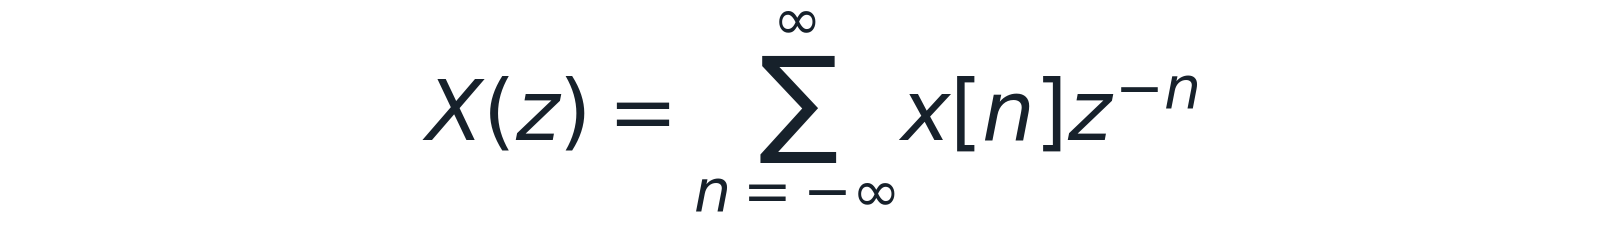 X(z) = ∑_{n=−∞}^{∞} x[n]z^{−n}